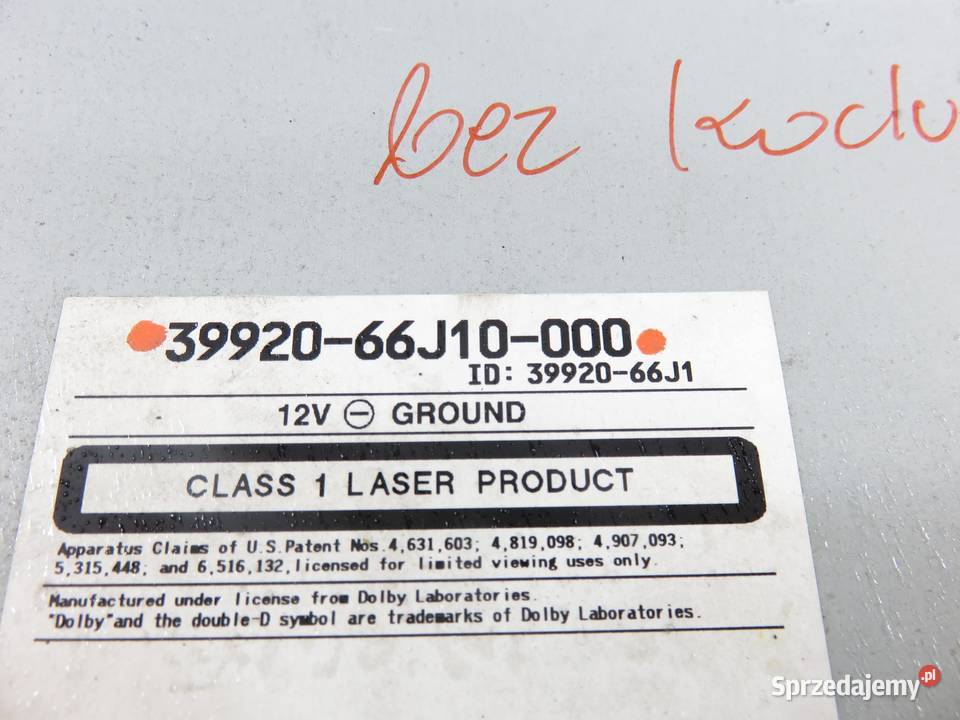 bez kodu
39920-66J10-000
ID: 39920-66J1
12V ⊖ GROUND
CLASS 1 LASER PRODUCT
Apparatus Claims of U.S.Patent Nos.4,631,603; 4,819,098; 4,907,093;
5,315,448; and 6,516,132,licensed for limited viewing uses only.
Manufactured under license from Dolby Laboratories.
"Dolby"and the double-D symbol are trademarks of Dolby Laboratories.
Sprzedajemy.pl